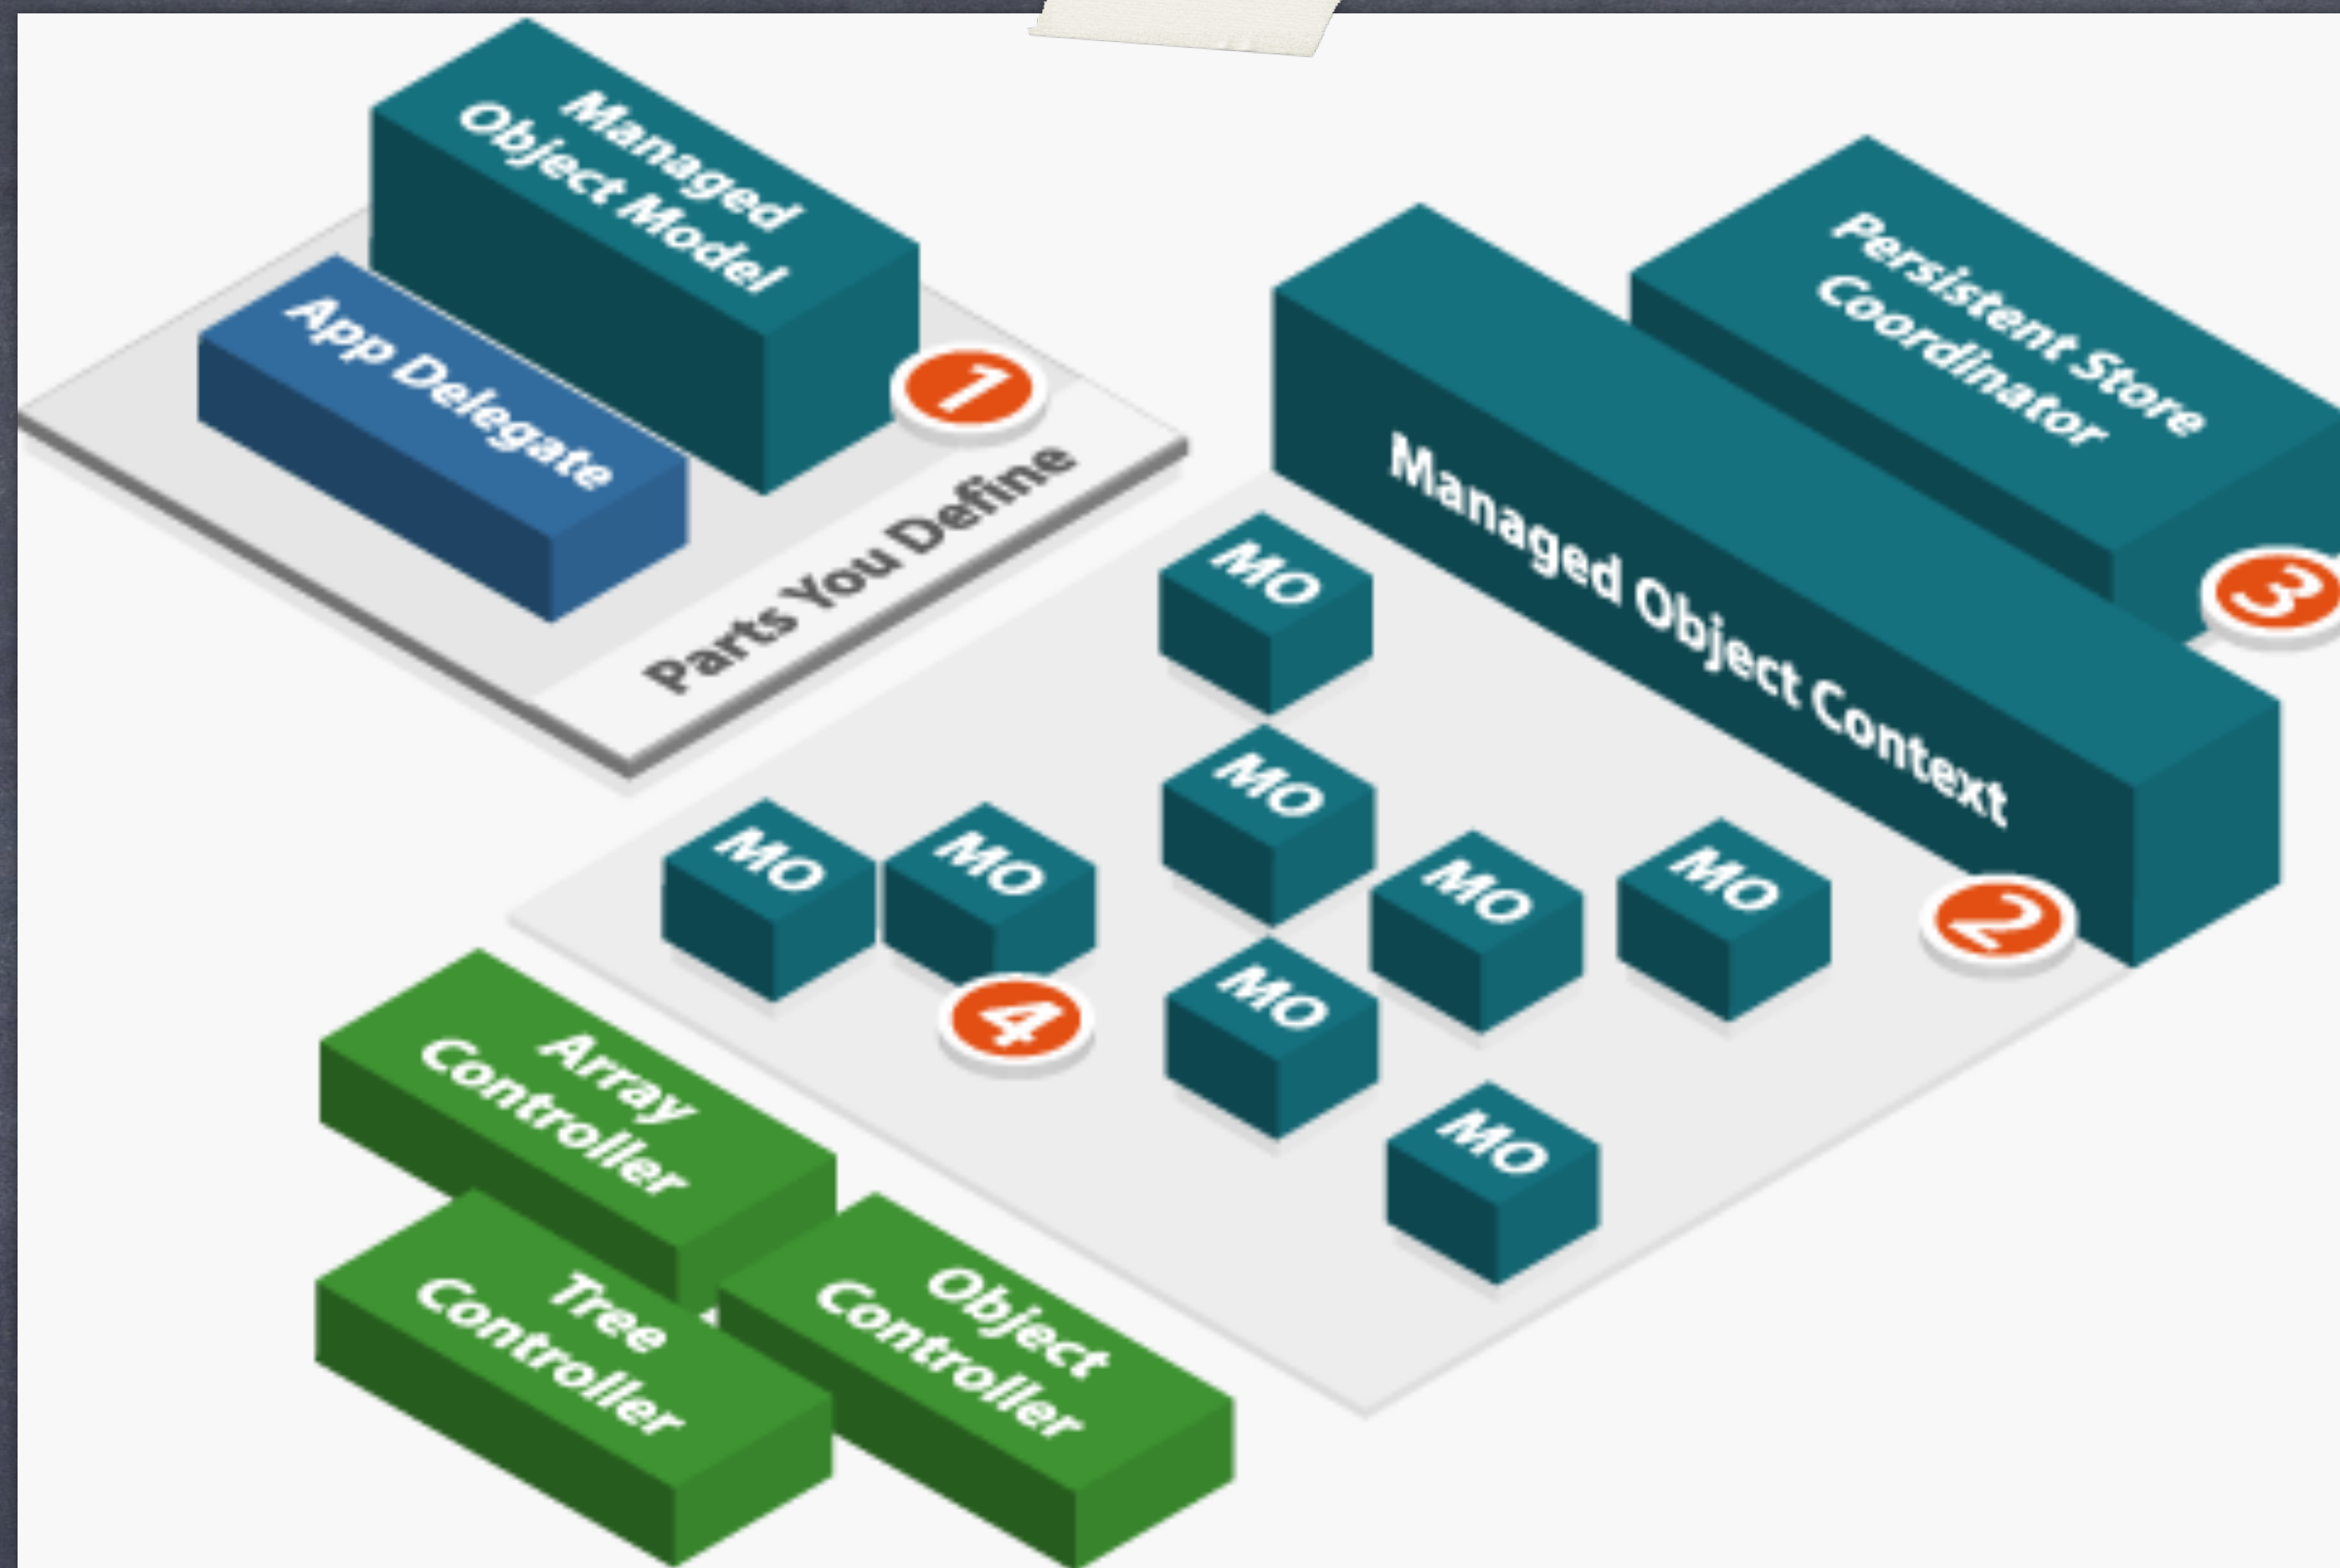 Managed
Object Model
App Delegate
1
Parts You Define
Persistent Store
Coordinator
3
Managed Object Context
2
MO
MO
MO
MO
MO
MO
MO
MO
4
Array
Controller
Tree
Controller
Object
Controller